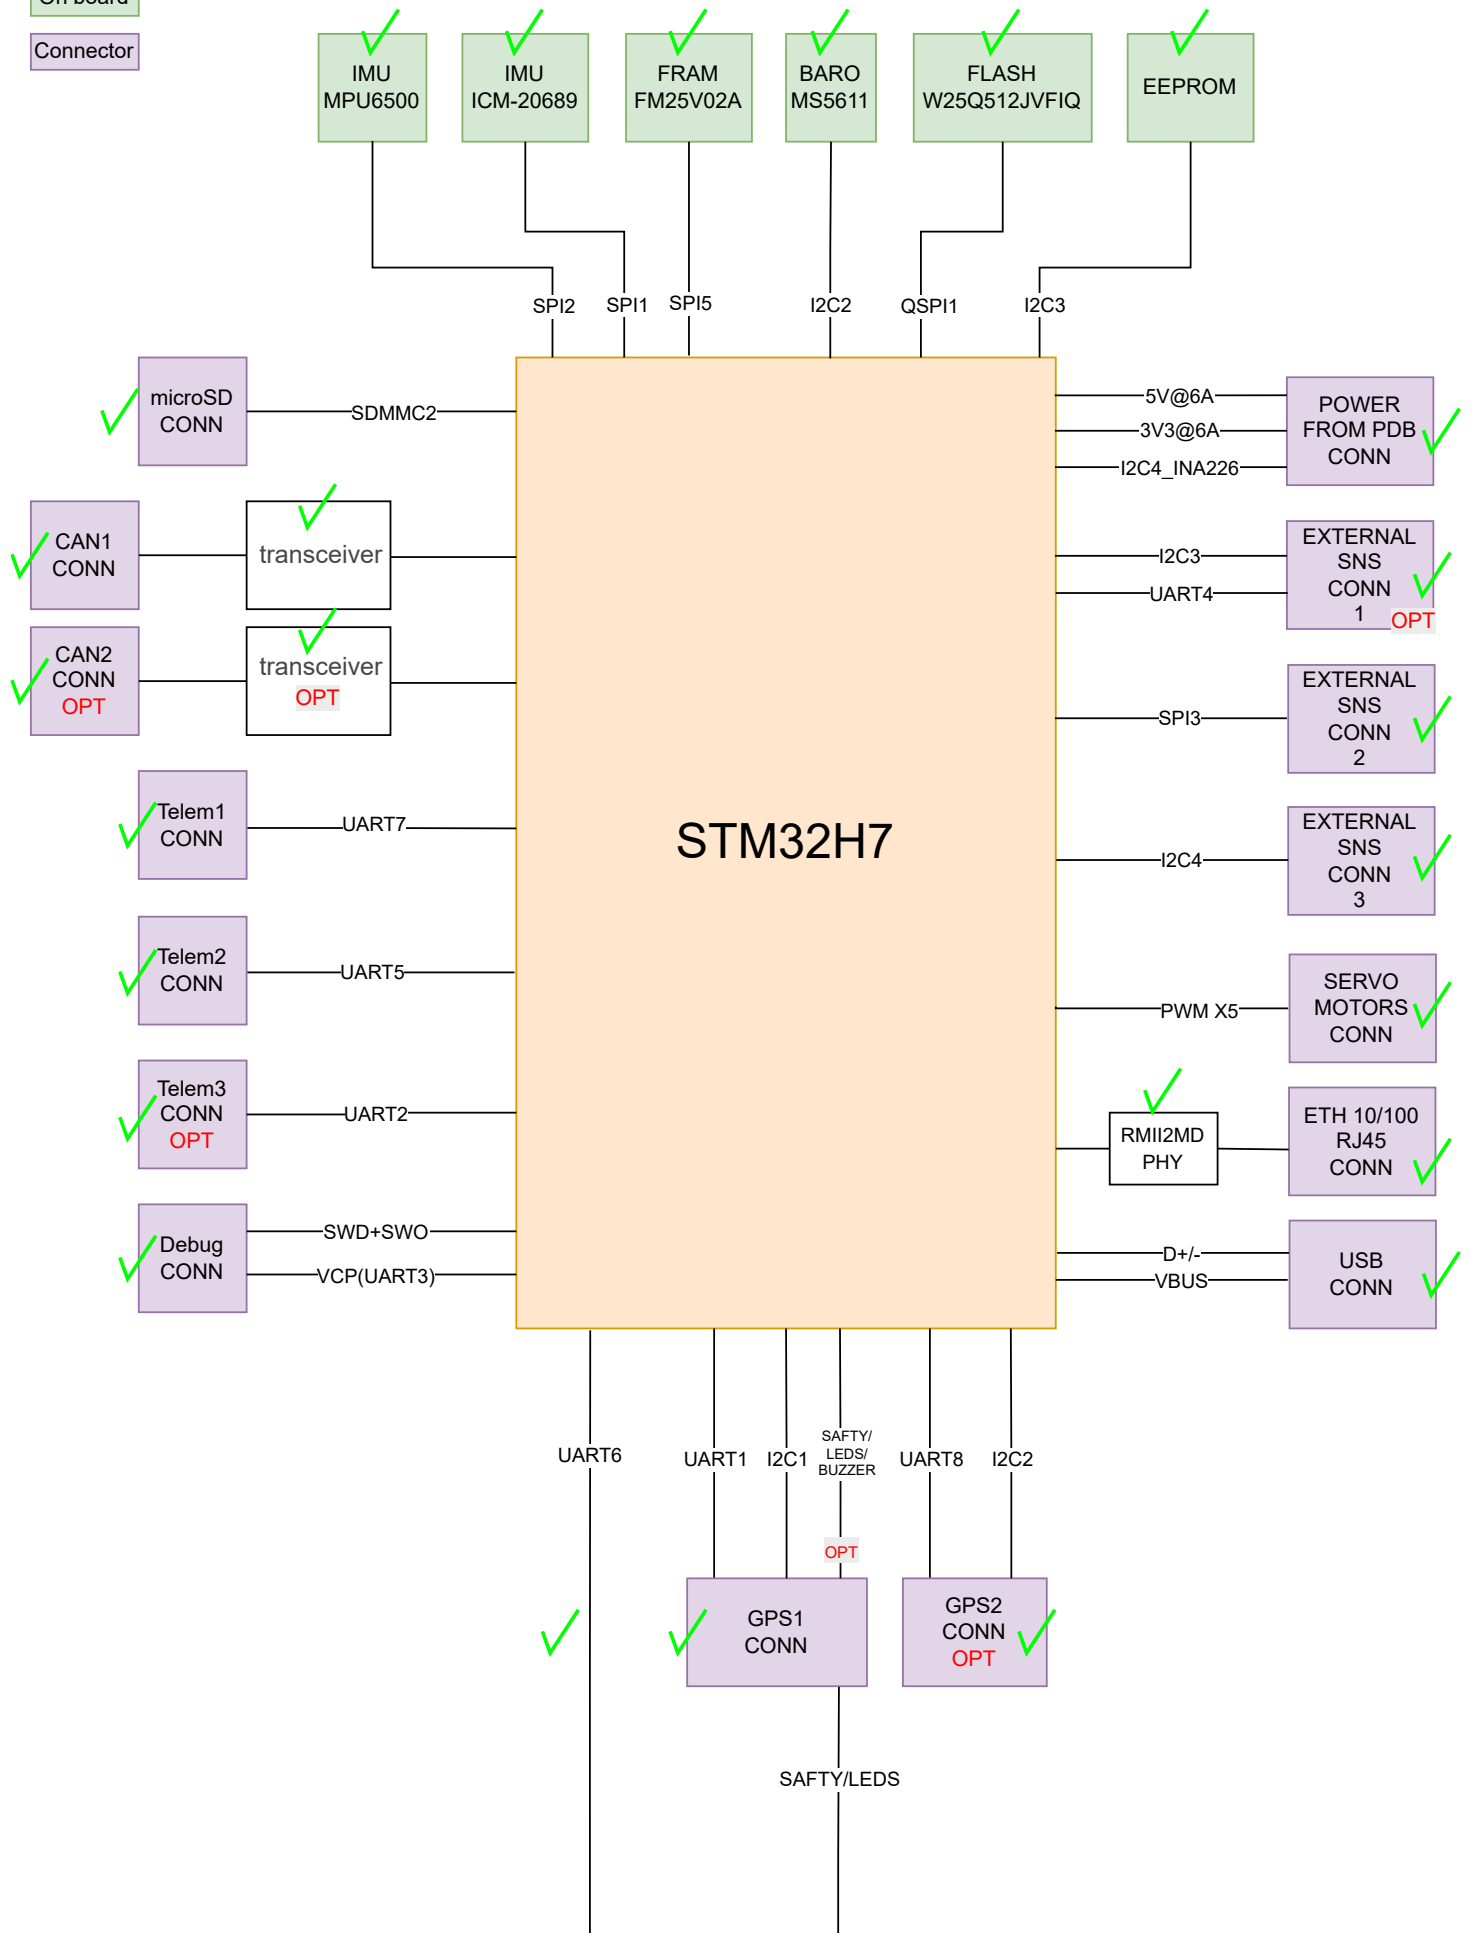 On board
Connector
IMU
MPU6500
IMU
ICM-20689
FRAM
FM25V02A
BARO
MS5611
FLASH
W25Q512JVFIQ
EEPROM
SPI2
SPI1
SPI5
I2C2
QSPI1
I2C3
microSD
CONN
SDMMC2
CAN1
CONN
transceiver
CAN2
CONN
OPT
transceiver
OPT
Telem1
CONN
UART7
Telem2
CONN
UART5
Telem3
CONN
OPT
UART2
Debug
CONN
SWD+SWO
VCP(UART3)
STM32H7
5V@6A
3V3@6A
I2C4_INA226
POWER
FROM PDB
CONN
I2C3
UART4
EXTERNAL
SNS
CONN
1
OPT
SPI3
EXTERNAL
SNS
CONN
2
I2C4
EXTERNAL
SNS
CONN
3
PWM X5
SERVO
MOTORS
CONN
RMII2MD
PHY
ETH 10/100
RJ45
CONN
D+/-
VBUS
USB
CONN
UART6
UART1
I2C1
SAFTY/
LEDS/
BUZZER
UART8
I2C2
OPT
GPS1
CONN
GPS2
CONN
OPT
SAFTY/LEDS